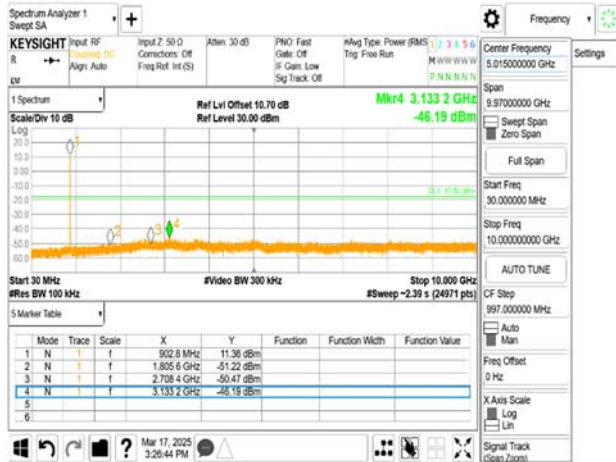 Spectrum Analyzer 1
Swept SA
Frequency
Settings
KEYSIGHT
Input: RF
Coupling: DC
Align: Auto
Input Z: 50 Ω
Corrections: Off
Freq Ref: Int (S)
Atten: 30 dB
PNO: Fast
Gate: Off
IF Gain: Low
Sig Track: Off
#Avg Type: Power (RMS
Trig: Free Run
1 2 3 4 5 6
M W W W W W
P N N N N N
R
1 Spectrum
Scale/Div 10 dB
Log
Ref Lvl Offset 10.70 dB
Ref Level 30.00 dBm
Mkr4 3.133 2 GHz
-46.19 dBm
20.0
10.0
0.00
-10.0
-20.0
-30.0
-40.0
-50.0
-60.0
1
2
3
4
Start 30 MHz
#Res BW 100 kHz
#Video BW 300 kHz
Stop 10.000 GHz
#Sweep ~2.39 s (24971 pts)
5 Marker Table
Mode Trace Scale X Y Function Function Width Function Value
1 N 1 f 902.8 MHz 11.36 dBm
2 N 1 f 1.805 6 GHz -51.22 dBm
3 N 1 f 2.708 4 GHz -50.47 dBm
4 N 1 f 3.133 2 GHz -46.19 dBm
5
6
Mar 17, 2025
3:26:44 PM
Center Frequency
5.015000000 GHz
Span
9.97000000 GHz
Swept Span
Zero Span
Full Span
Start Freq
30.000000 MHz
Stop Freq
10.000000000 GHz
AUTO TUNE
CF Step
997.000000 MHz
Auto
Man
Freq Offset
0 Hz
X Axis Scale
Log
Lin
Signal Track
(Span Zoom)